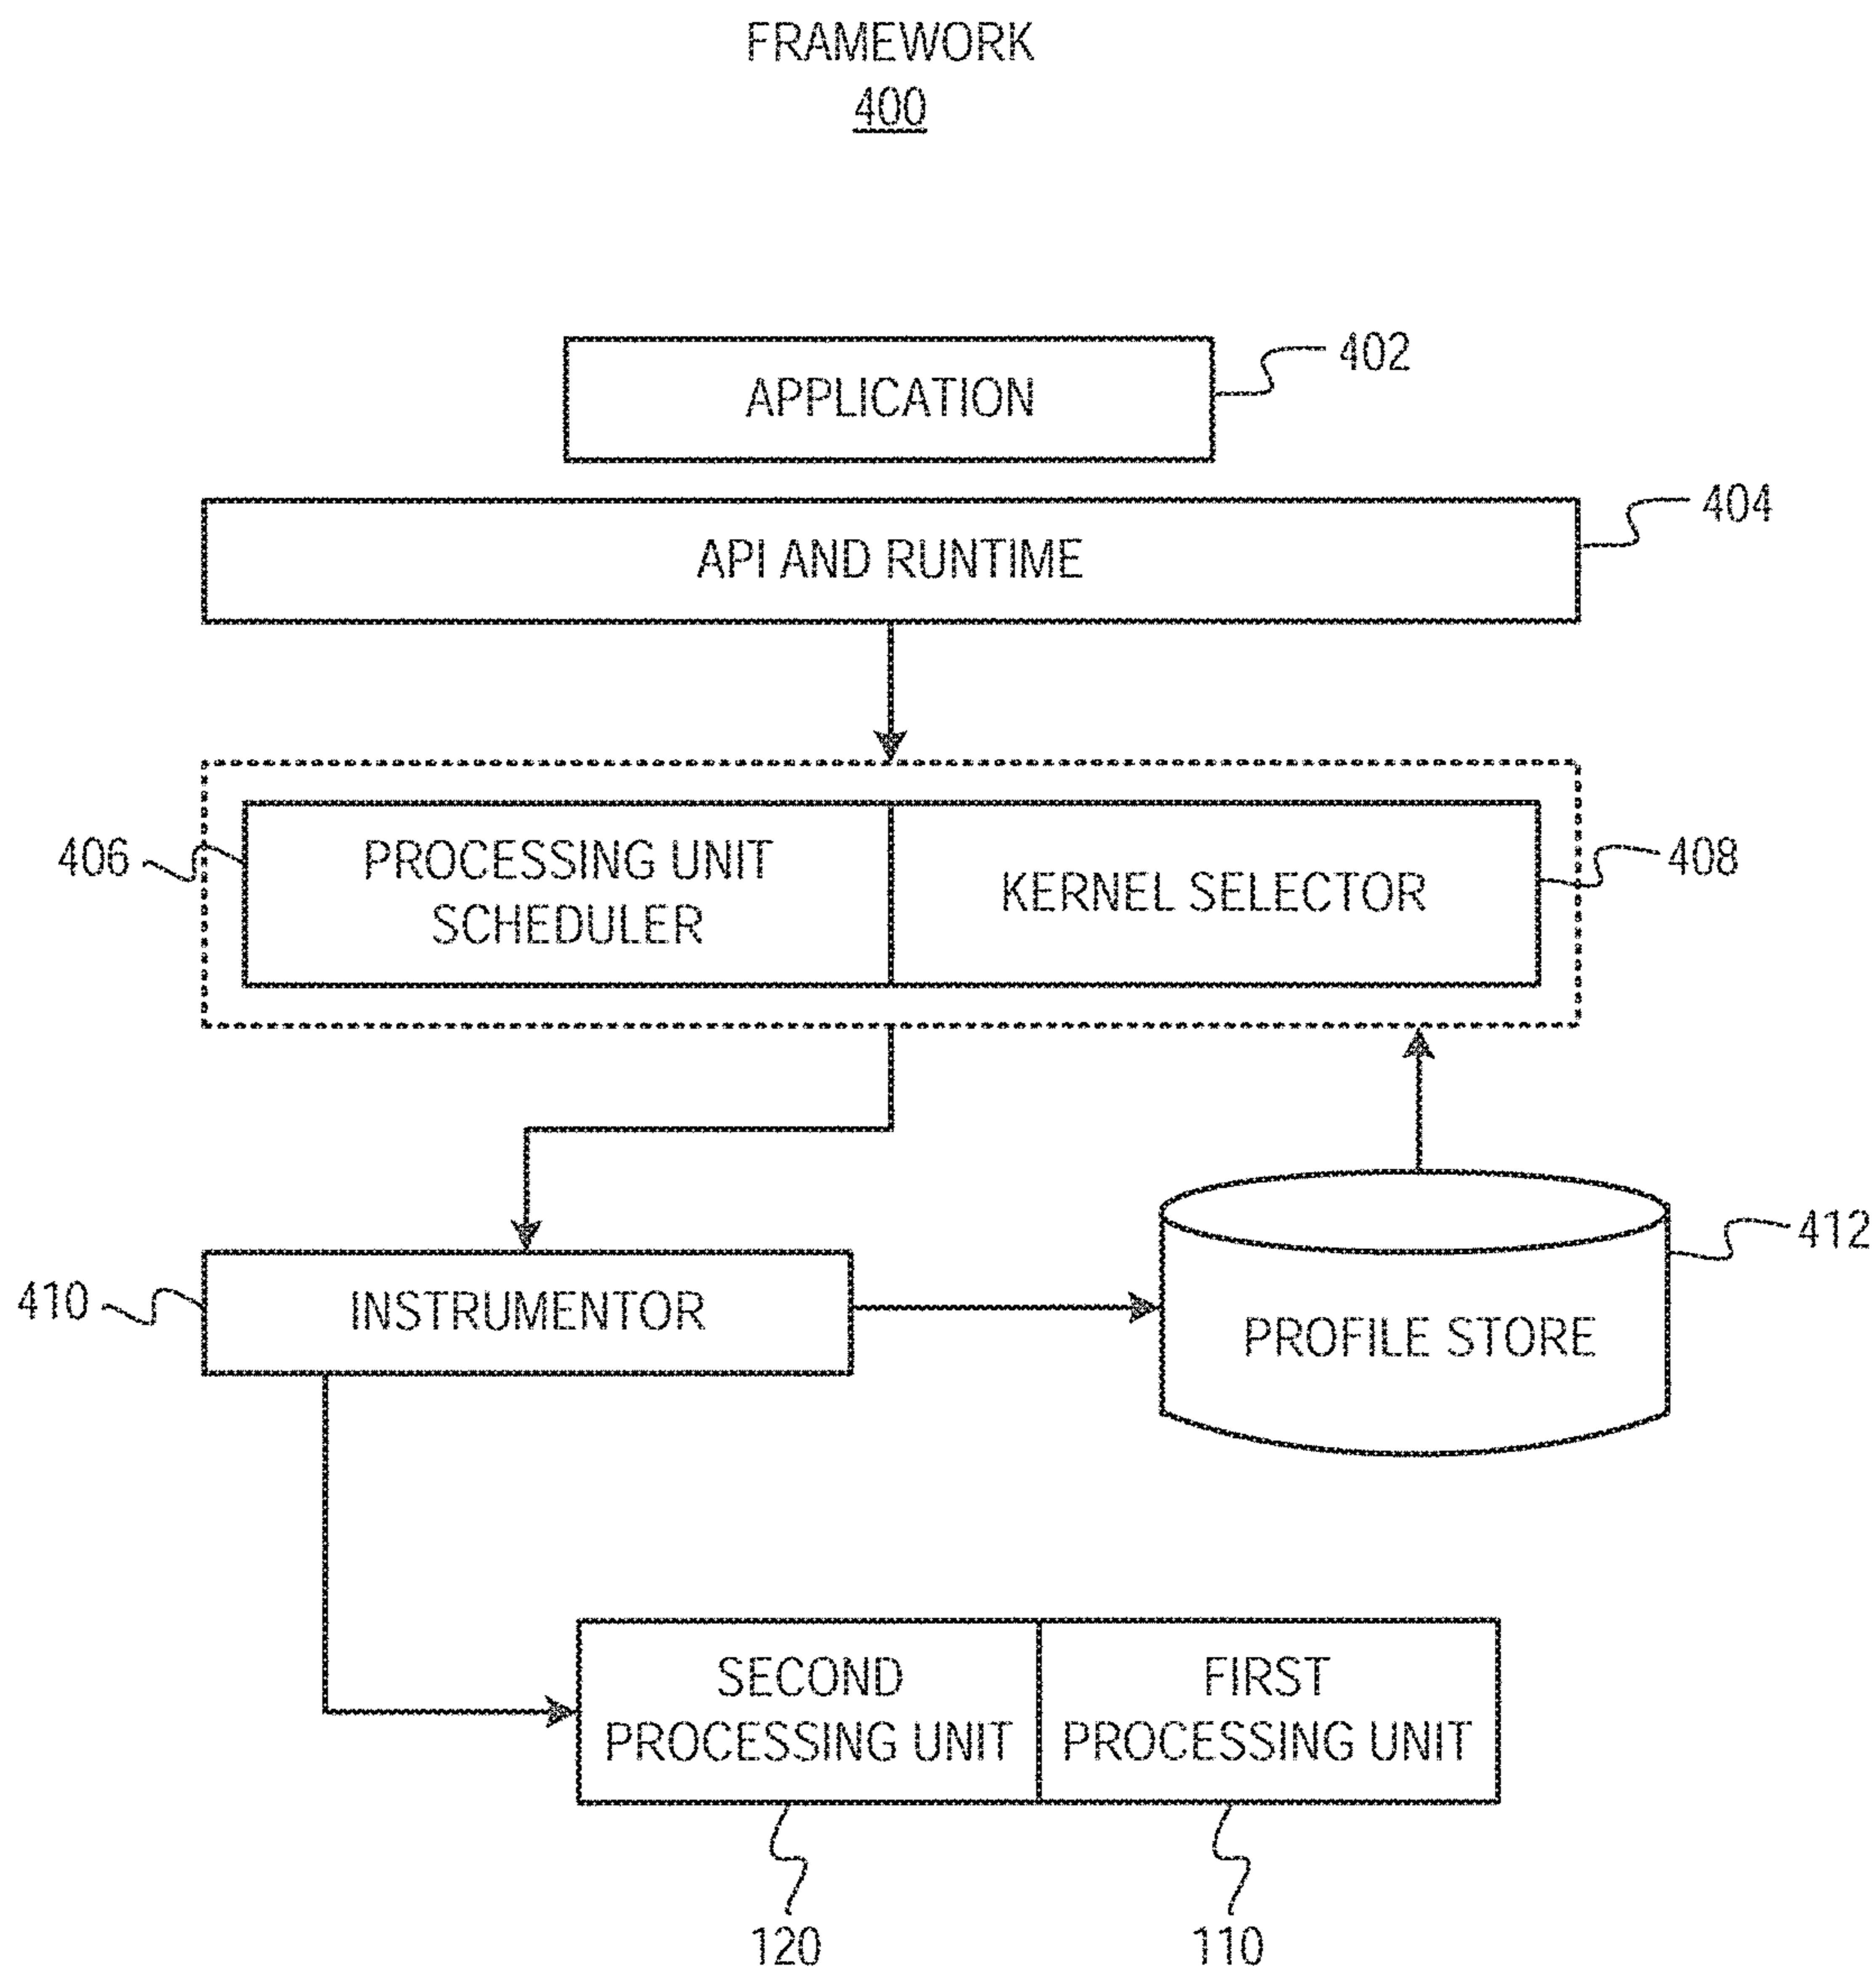 FRAMEWORK
400
APPLICATION
402
API AND RUNTIME
404
406
PROCESSING UNIT
SCHEDULER
KERNEL SELECTOR
408
410
INSTRUMENTOR
PROFILE STORE
412
SECOND
PROCESSING UNIT
FIRST
PROCESSING UNIT
120
110